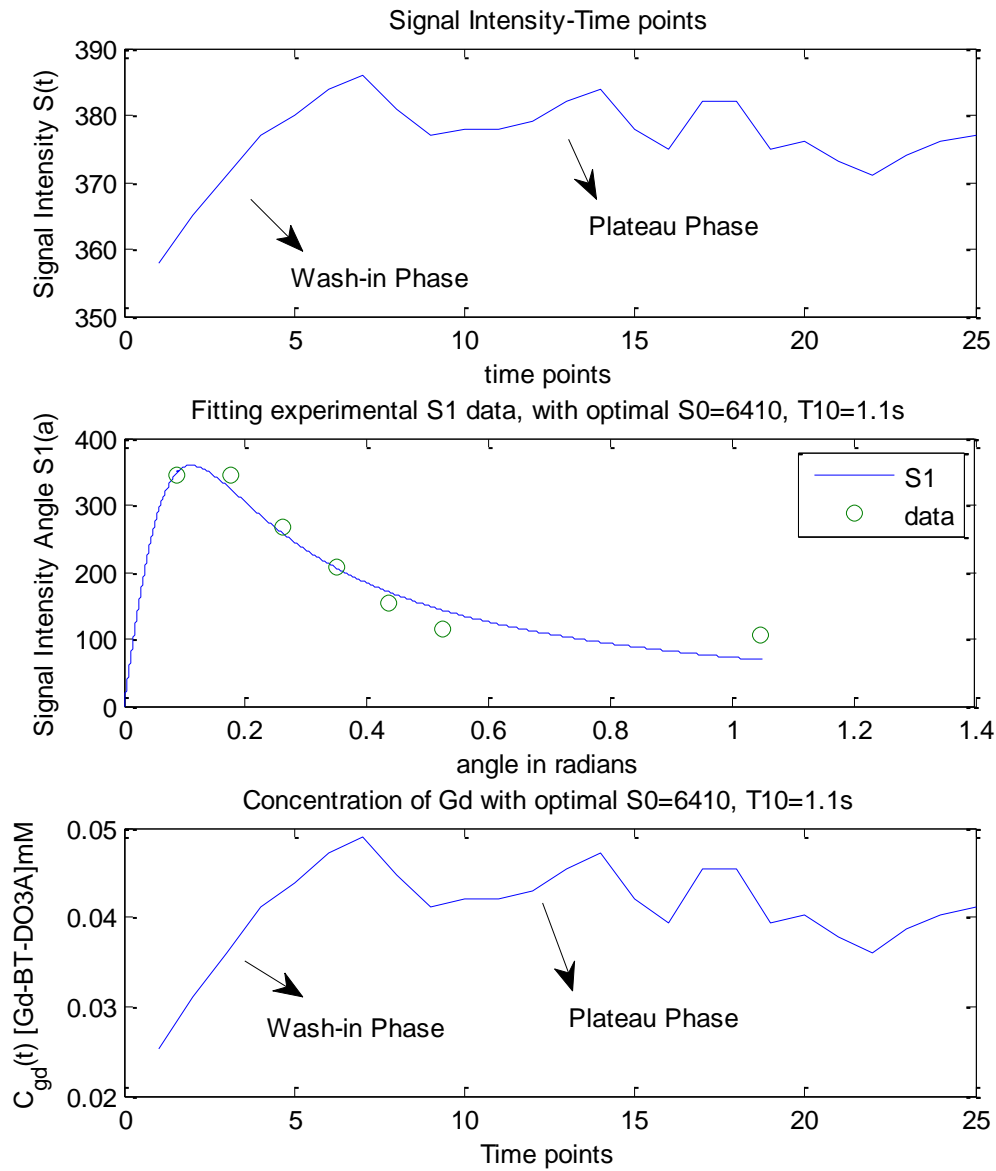 Signal Intensity-Time points
Signal Intensity S(t)
390
380
370
360
350
Wash-in Phase
Plateau Phase
0 5 10 15 20 25
time points
Fitting experimental S1 data, with optimal S0=6410, T10=1.1s
Signal Intensity Angle S1(a)
400
300
200
100
0
S1
data
0 0.2 0.4 0.6 0.8 1 1.2 1.4
angle in radians
Concentration of Gd with optimal S0=6410, T10=1.1s
C_gd(t) [Gd-BT-DO3A]mM
0.05
0.04
0.03
0.02
Wash-in Phase
Plateau Phase
0 5 10 15 20 25
Time points